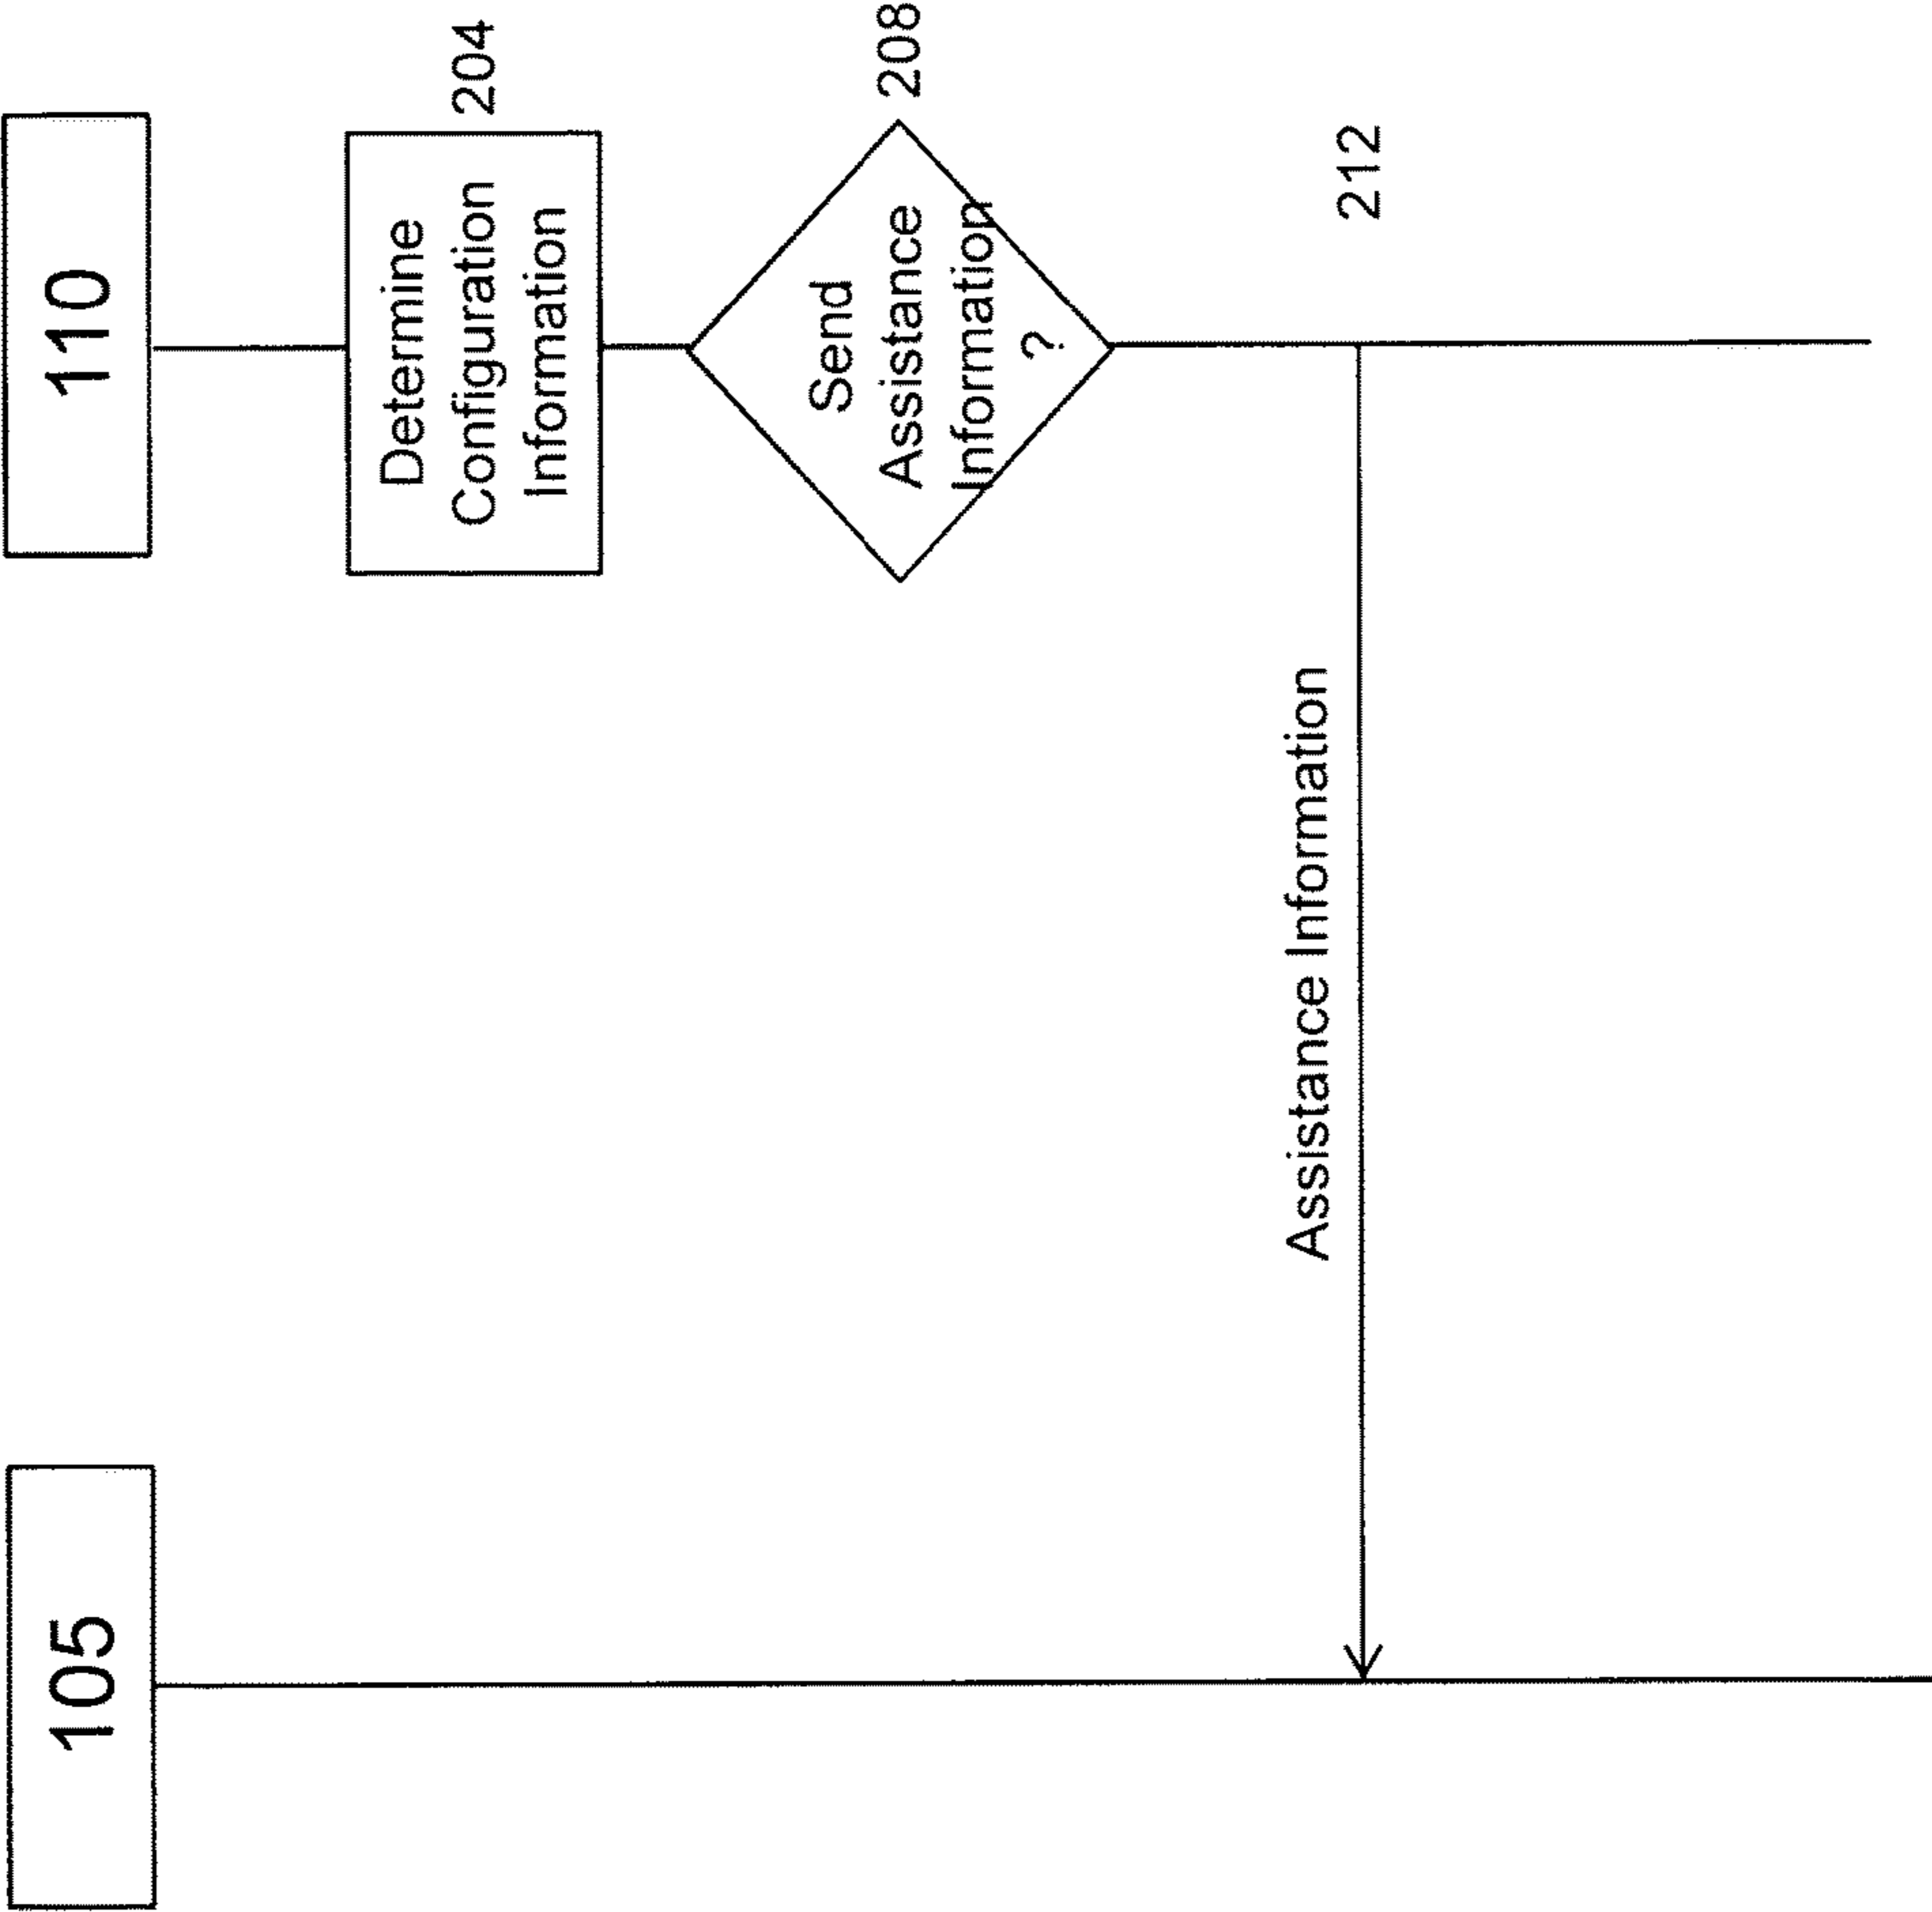 105
110
Determine
Configuration
Information
204
Send
Assistance
Information
?
208
Assistance Information
212